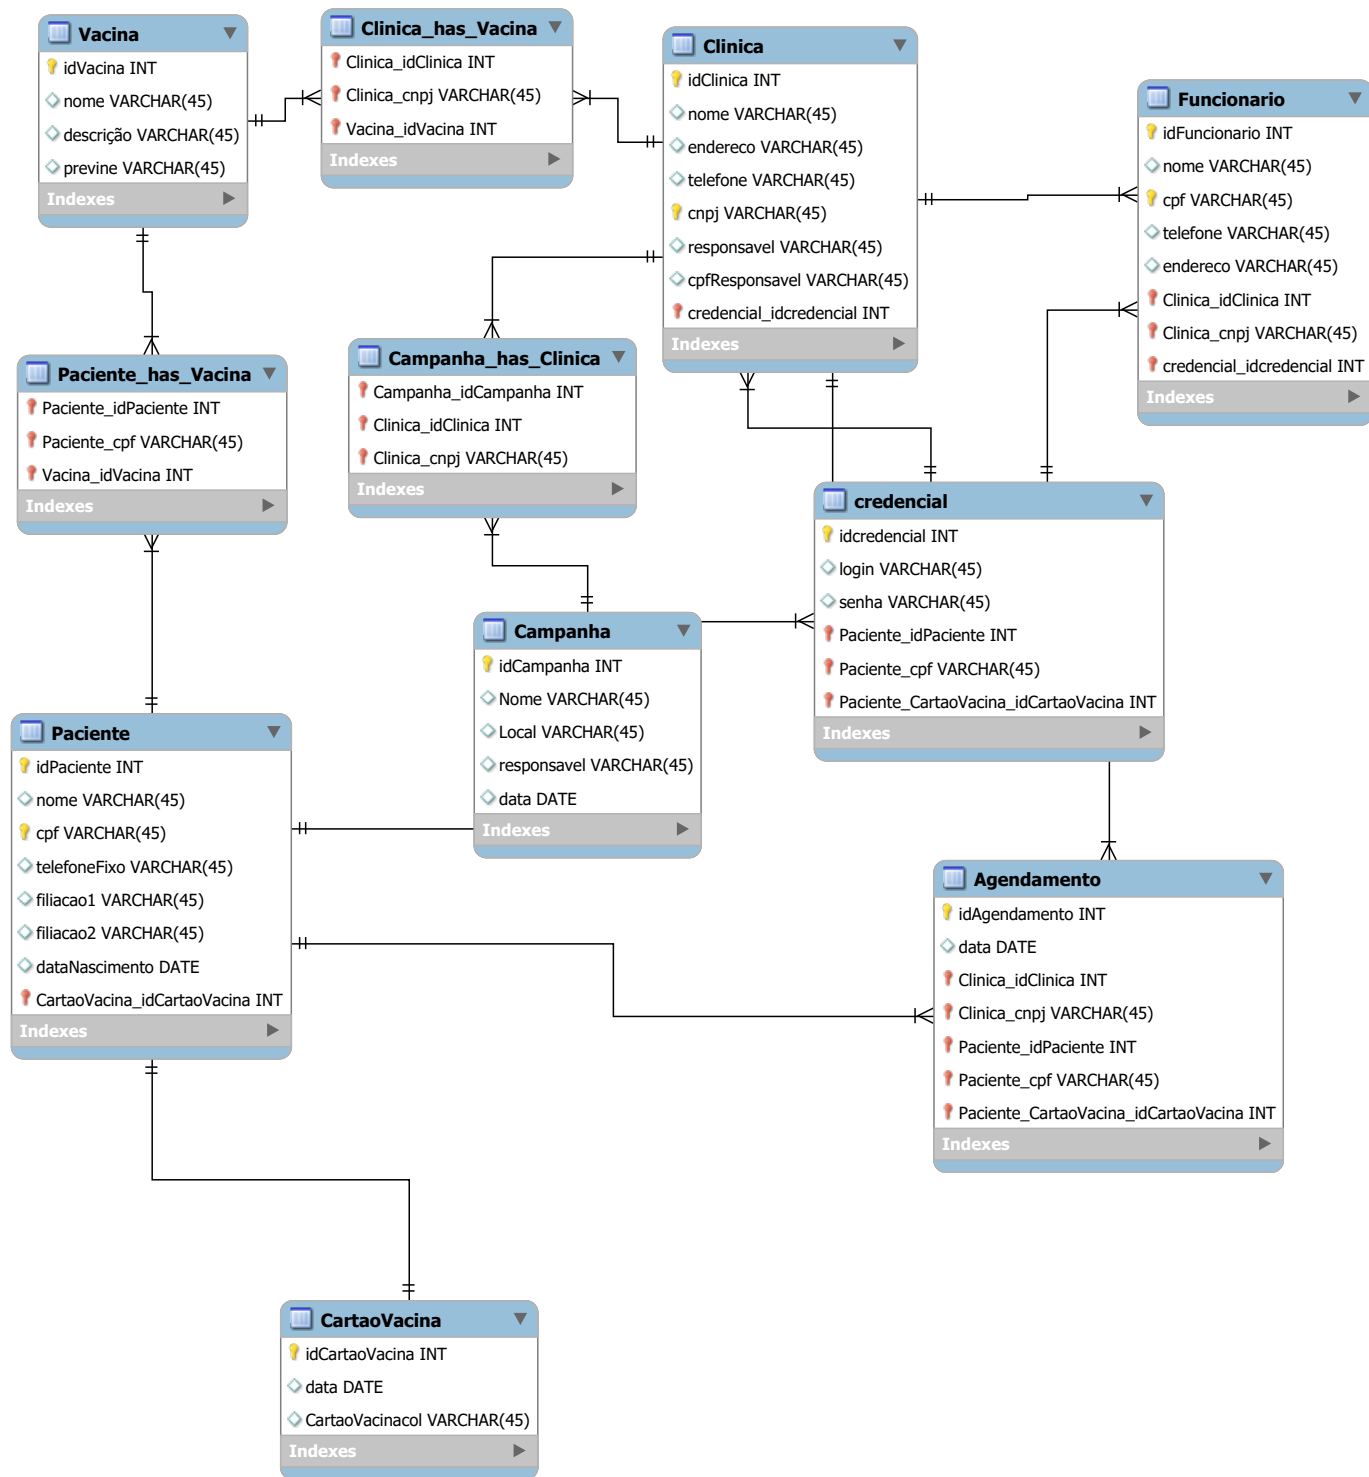 Vacina
idVacina INT
nome VARCHAR(45)
descrição VARCHAR(45)
previne VARCHAR(45)
Indexes
Clinica_has_Vacina
Clinica_idClinica INT
Clinica_cnpj VARCHAR(45)
Vacina_idVacina INT
Indexes
Clinica
idClinica INT
nome VARCHAR(45)
endereco VARCHAR(45)
telefone VARCHAR(45)
cnpj VARCHAR(45)
responsavel VARCHAR(45)
cpfResponsavel VARCHAR(45)
credencial_idcredencial INT
Indexes
Funcionario
idFuncionario INT
nome VARCHAR(45)
cpf VARCHAR(45)
telefone VARCHAR(45)
endereco VARCHAR(45)
Clinica_idClinica INT
Clinica_cnpj VARCHAR(45)
credencial_idcredencial INT
Indexes
Paciente_has_Vacina
Paciente_idPaciente INT
Paciente_cpf VARCHAR(45)
Vacina_idVacina INT
Indexes
Campanha_has_Clinica
Campanha_idCampanha INT
Clinica_idClinica INT
Clinica_cnpj VARCHAR(45)
Indexes
credencial
idcredencial INT
login VARCHAR(45)
senha VARCHAR(45)
Paciente_idPaciente INT
Paciente_cpf VARCHAR(45)
Paciente_CartaoVacina_idCartaoVacina INT
Indexes
Campanha
idCampanha INT
Nome VARCHAR(45)
Local VARCHAR(45)
responsavel VARCHAR(45)
data DATE
Indexes
Paciente
idPaciente INT
nome VARCHAR(45)
cpf VARCHAR(45)
telefoneFixo VARCHAR(45)
filiacao1 VARCHAR(45)
filiacao2 VARCHAR(45)
dataNascimento DATE
CartaoVacina_idCartaoVacina INT
Indexes
Agendamento
idAgendamento INT
data DATE
Clinica_idClinica INT
Clinica_cnpj VARCHAR(45)
Paciente_idPaciente INT
Paciente_cpf VARCHAR(45)
Paciente_CartaoVacina_idCartaoVacina INT
Indexes
CartaoVacina
idCartaoVacina INT
data DATE
CartaoVacinacol VARCHAR(45)
Indexes